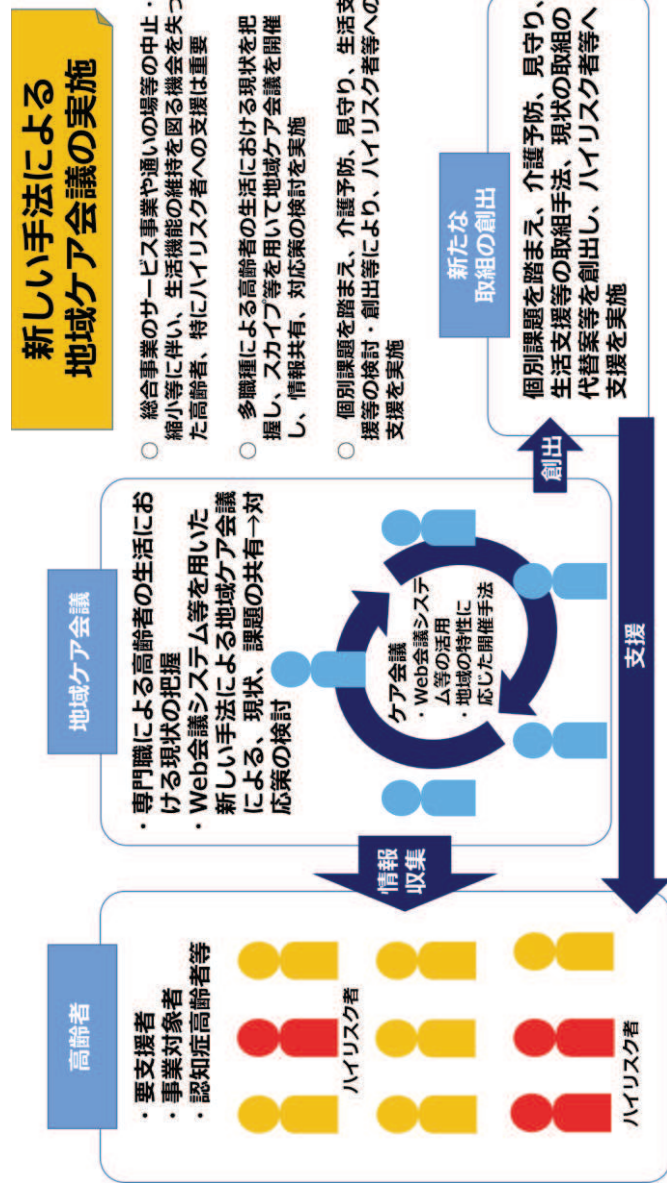 新しい手法による
地域ケア会議の実施
○ 総合事業のサービス事業や通いの場等の中止・
縮小等に伴い、生活機能の維持を図る機会を失っ
た高齢者、特にハイリスク者への支援は重要
○ 多職種による高齢者の生活における現状を把
握し、スカイプ等を用いて地域ケア会議を開催
し、情報共有、対応策の検討を実施
○ 個別課題を踏まえ、介護予防、見守り、生活支
援等の検討・創出等により、ハイリスク者等への
支援を実施
高齢者
・要支援者
・事業対象者
・認知症高齢者等
ハイリスク者
ハイリスク者
情報
収集
地域ケア会議
・専門職による高齢者の生活にお
ける現状の把握
・Web会議システム等を用いた
新しい手法による地域ケア会議
による、現状、課題の共有→対
応策の検討
ケア会議
・Web会議システ
ム等の活用
・地域の特性に
応じた開催手法
創出
新たな
取組の創出
個別課題を踏まえ、介護予防、見守り、
生活支援等の取組手法、現状の取組の
代替案等を創出し、ハイリスク者等へ
支援を実施
支援